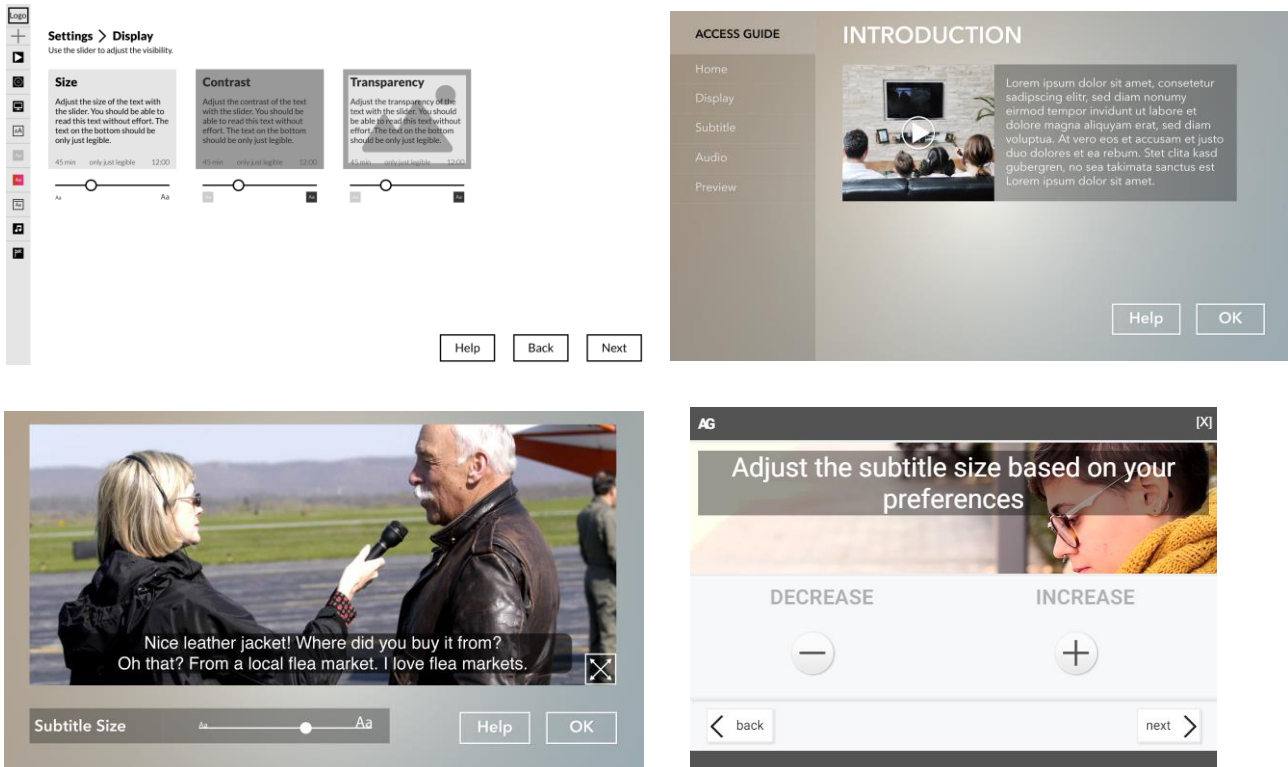 Logo
Settings > Display
Use the slider to adjust the visibility.
Size
Adjust the size of the text with
the slider. You should be able to
read this text without effort. The
text on the bottom should be
only just legible.
45 min only just legible 12:00
Aa Aa
Contrast
Adjust the contrast of the text
with the slider. You should be
able to read this text without
effort. The text on the bottom
should be only just legible.
45 min only just legible 12:00
Aa Aa
Transparency
Adjust the transparency of the
text with the slider. You should
be able to read this text without
effort. The text on the bottom
should be only just legible.
45 min only just legible 12:00
Aa Aa
Help Back Next
ACCESS GUIDE
Home
Display
Subtitle
Audio
Preview
INTRODUCTION
Lorem ipsum dolor sit amet, consetetur
sadipscing elitr, sed diam nonumy
eirmod tempor invidunt ut labore et
dolore magna aliquyam erat, sed diam
voluptua. At vero eos et accusam et justo
duo dolores et ea rebum. Stet clita kasd
gubergren, no sea takimata sanctus est
Lorem ipsum dolor sit amet.
Help OK
Nice leather jacket! Where did you buy it from?
Oh that? From a local flea market. I love flea markets.
Subtitle Size Aa Aa
Help OK
AG [X]
Adjust the subtitle size based on your
preferences
DECREASE INCREASE
back next